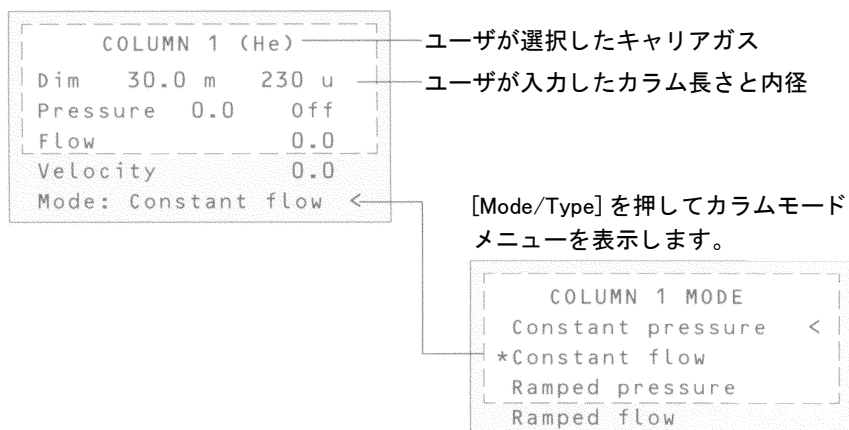 COLUMN 1 (He)
ユーザが選択したキャリアガス
Dim 30.0 m 230 u
ユーザが入力したカラム長さと内径
Pressure 0.0 Off
Flow 0.0
Velocity 0.0
Mode: Constant flow <
[Mode/Type] を押してカラムモード
メニューを表示します。
COLUMN 1 MODE
Constant pressure <
*Constant flow
Ramped pressure
Ramped flow